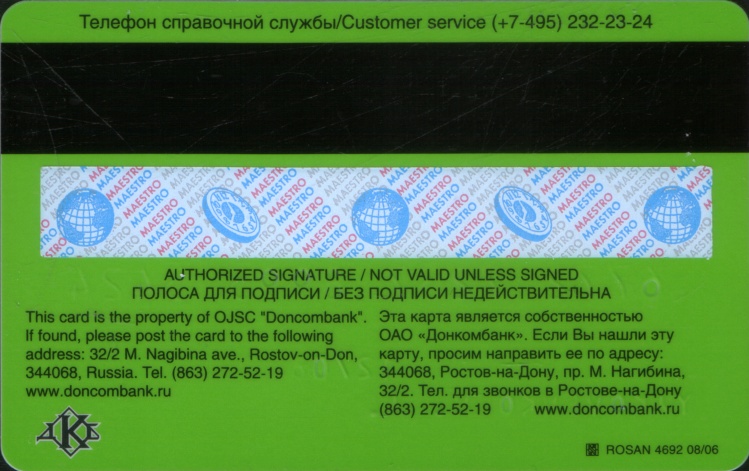 Телефон справочной службы/Customer service (+7-495) 232-23-24
MAESTRO
AUTHORIZED SIGNATURE / NOT VALID UNLESS SIGNED
ПОЛОСА ДЛЯ ПОДПИСИ / БЕЗ ПОДПИСИ НЕДЕЙСТВИТЕЛЬНА
This card is the property of OJSC "Doncombank".
If found, please post the card to the following
address: 32/2 M. Nagibina ave., Rostov-on-Don,
344068, Russia. Tel. (863) 272-52-19
www.doncombank.ru
Эта карта является собственностью
ОАО «Донкомбанк». Если Вы нашли эту
карту, просим направить ее по адресу:
344068, Ростов-на-Дону, пр. М. Нагибина,
32/2. Тел. для звонков в Ростове-на-Дону
(863) 272-52-19 www.doncombank.ru
ДКБ
ROSAN 4692 08/06